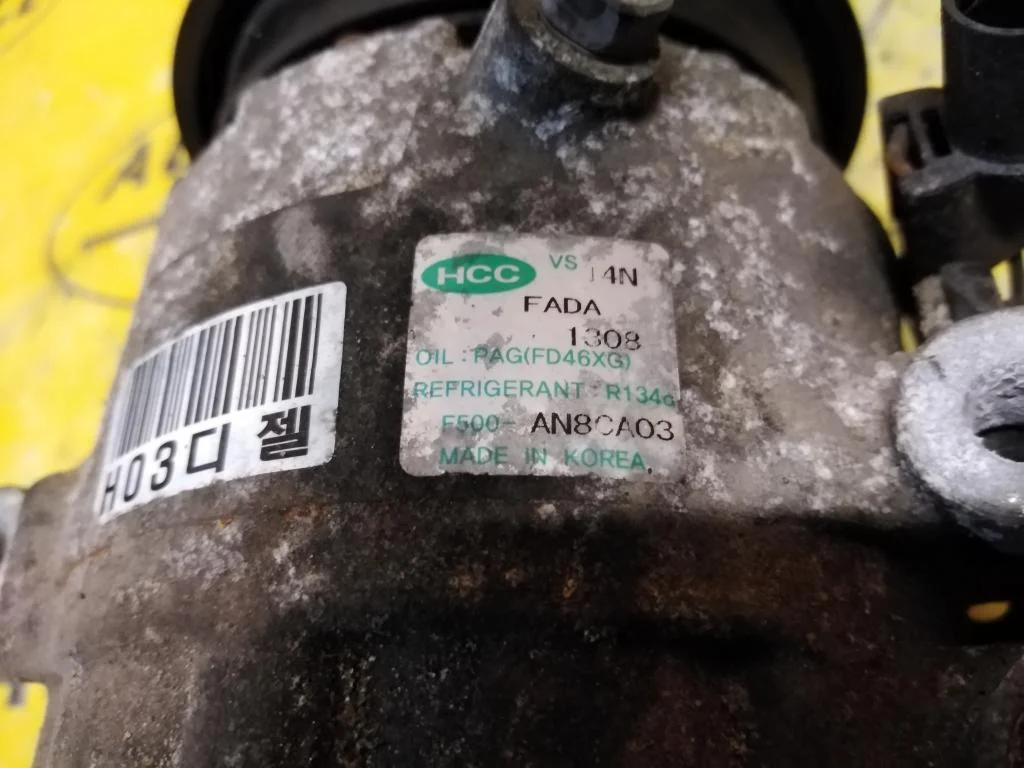 HCC VS 14N
FADA
1308
OIL : PAG(FD46XG)
REFRIGERANT : R134a
F500- AN8CA03
MADE IN KOREA
H03디젤